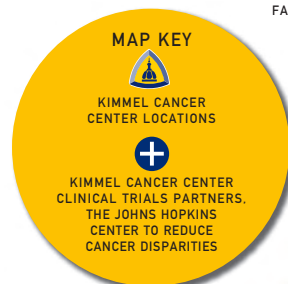 FA
MAP KEY
KIMMEL CANCER
CENTER LOCATIONS
KIMMEL CANCER CENTER
CLINICAL TRIALS PARTNERS,
THE JOHNS HOPKINS
CENTER TO REDUCE
CANCER DISPARITIES